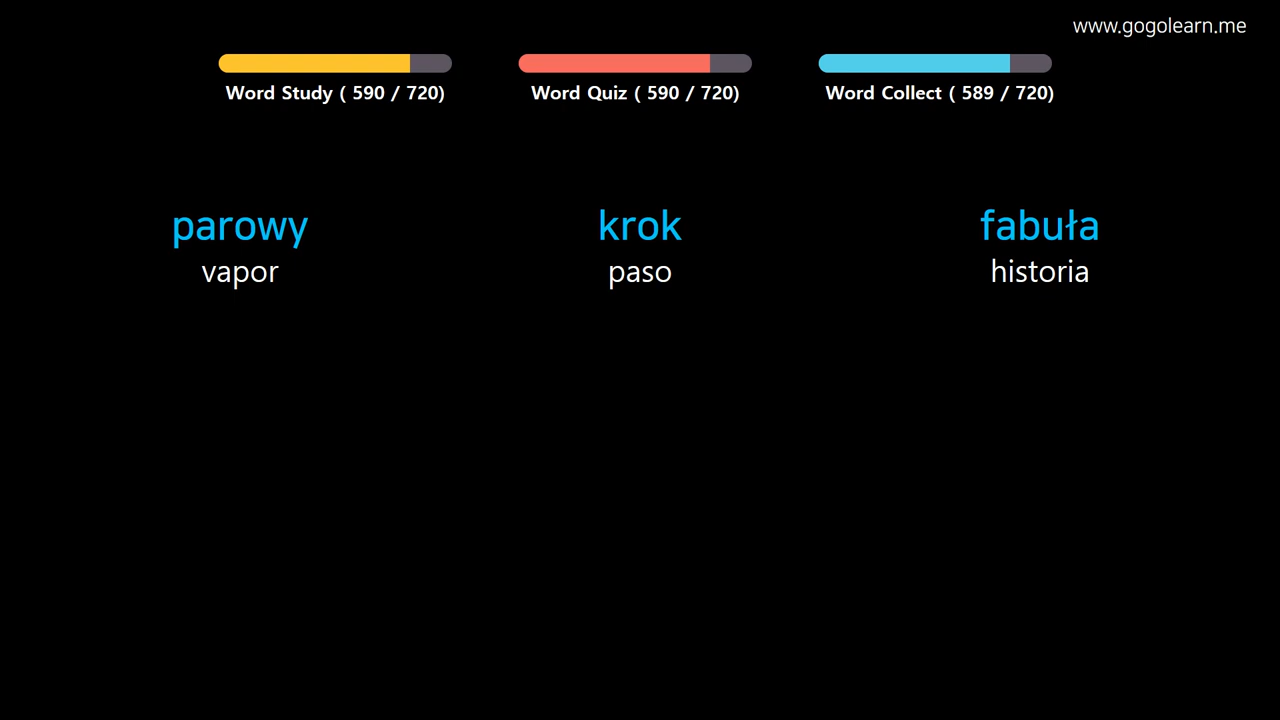 www.gogolearn.me
Word Study ( 590 / 720)
Word Quiz ( 590 / 720)
Word Collect ( 589 / 720)
parowy
vapor
krok
paso
fabuła
historia